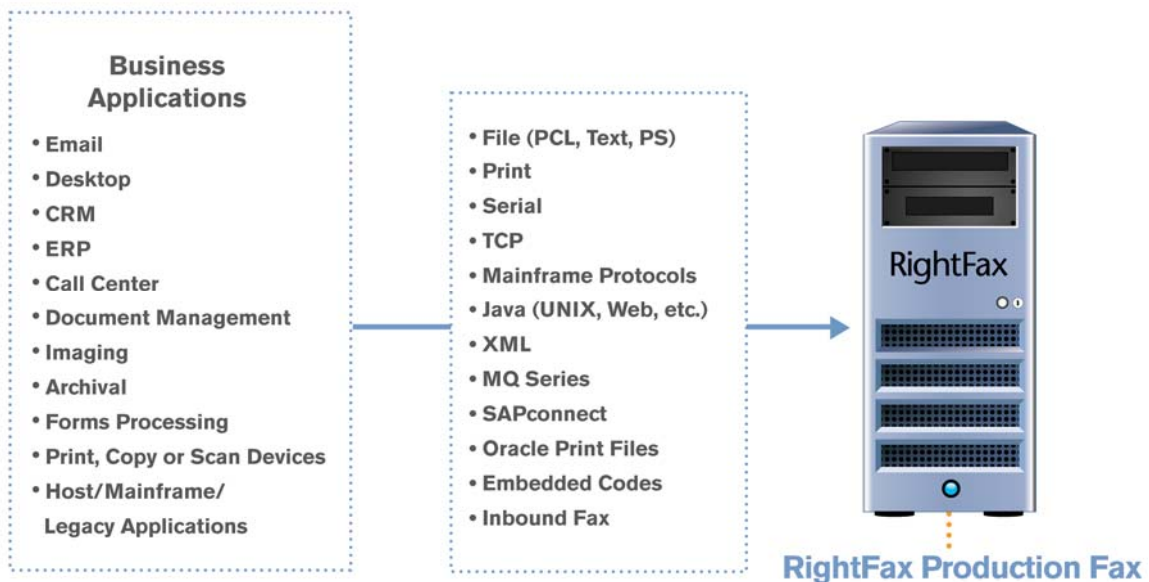 Business
Applications
• Email
• Desktop
• CRM
• ERP
• Call Center
• Document Management
• Imaging
• Archival
• Forms Processing
• Print, Copy or Scan Devices
• Host/Mainframe/
Legacy Applications
• File (PCL, Text, PS)
• Print
• Serial
• TCP
• Mainframe Protocols
• Java (UNIX, Web, etc.)
• XML
• MQ Series
• SAPconnect
• Oracle Print Files
• Embedded Codes
• Inbound Fax
RightFax
RightFax Production Fax